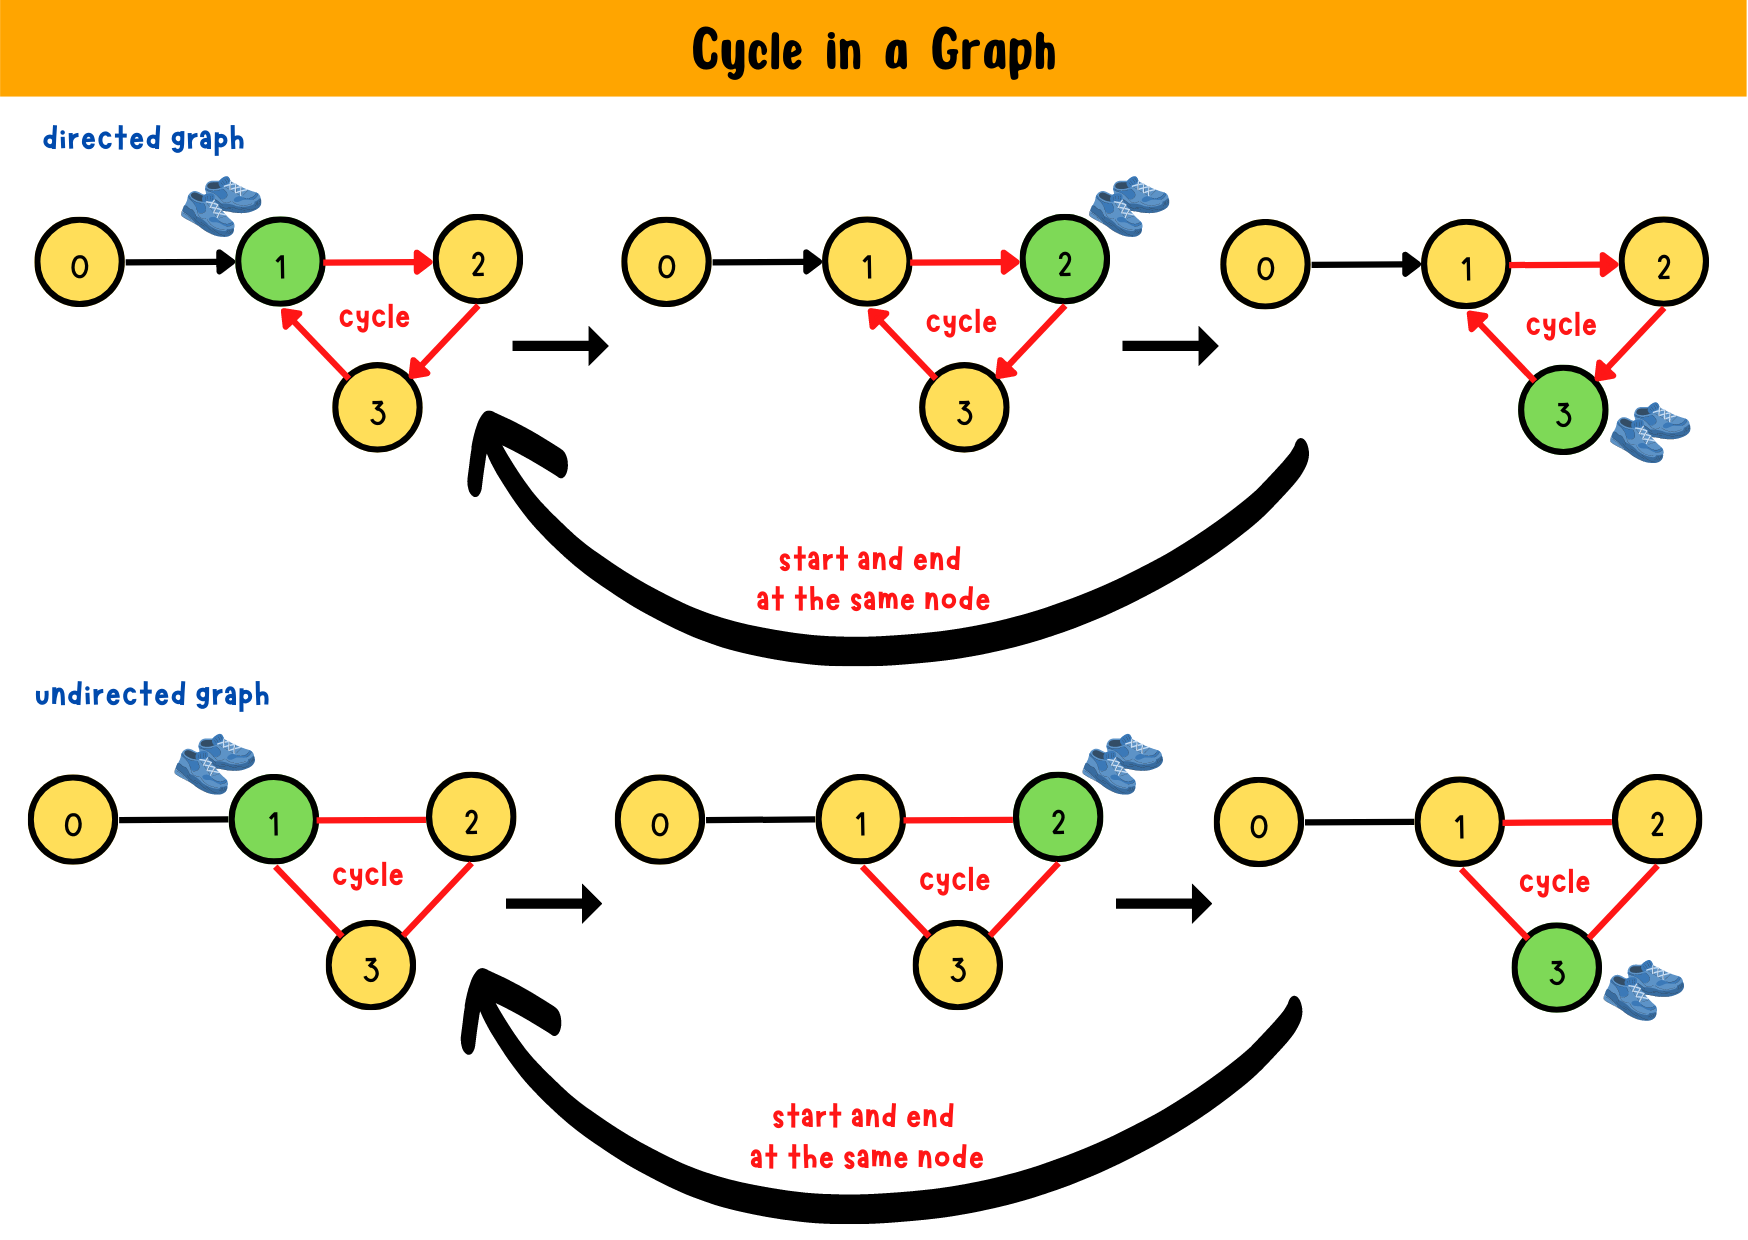 Cycle in a Graph
directed graph
0 1 2 0 1 2 0 1 2
cycle cycle cycle
3 3 3
start and end
at the same node
undirected graph
0 1 2 0 1 2 0 1 2
cycle cycle cycle
3 3 3
start and end
at the same node